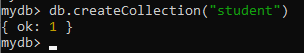 mydb> db.createCollection("student")
{ ok: 1 }
mydb>